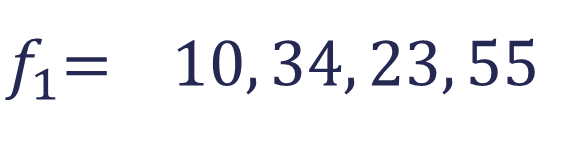 f₁= 10, 34, 23, 55